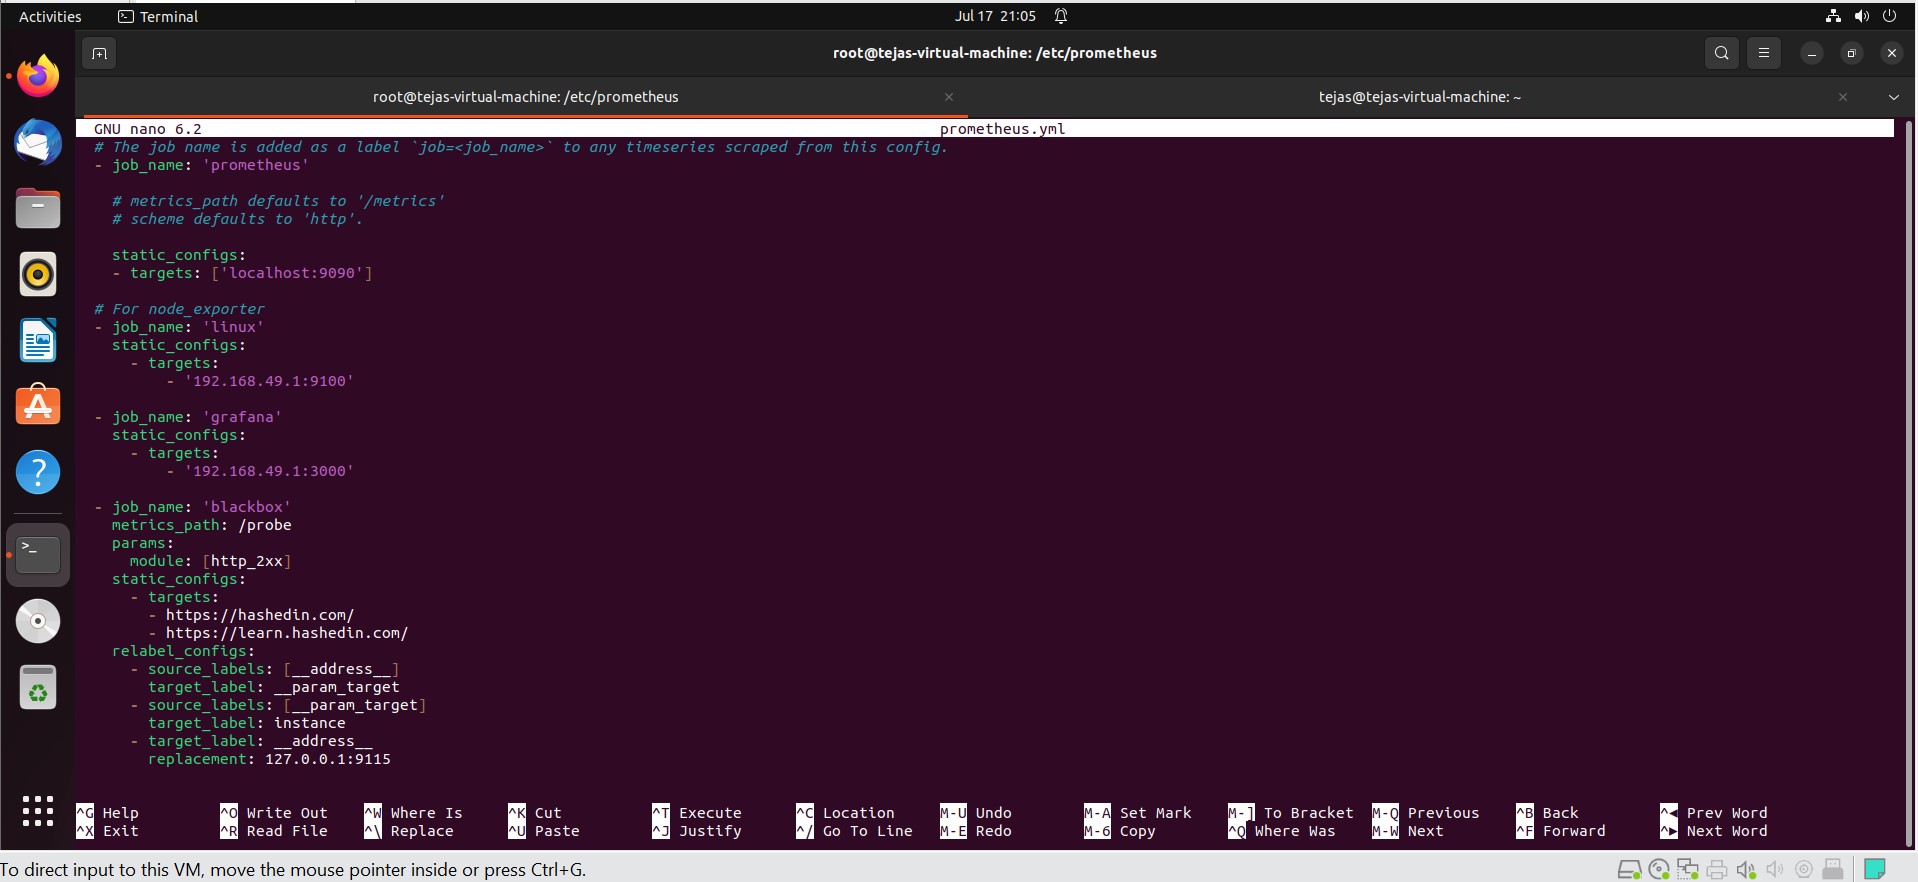 Activities Terminal Jul 17 21:05
root@tejas-virtual-machine: /etc/prometheus
root@tejas-virtual-machine: /etc/prometheus tejas@tejas-virtual-machine: ~
GNU nano 6.2 prometheus.yml
# The job name is added as a label `job=<job_name>` to any timeseries scraped from this config.
- job_name: 'prometheus'
# metrics_path defaults to '/metrics'
# scheme defaults to 'http'.
static_configs:
- targets: ['localhost:9090']
# For node_exporter
- job_name: 'linux'
static_configs:
- targets:
- '192.168.49.1:9100'
- job_name: 'grafana'
static_configs:
- targets:
- '192.168.49.1:3000'
- job_name: 'blackbox'
metrics_path: /probe
params:
module: [http_2xx]
static_configs:
- targets:
- https://hashedin.com/
- https://learn.hashedin.com/
relabel_configs:
- source_labels: [__address__]
target_label: __param_target
- source_labels: [__param_target]
target_label: instance
- target_label: __address__
replacement: 127.0.0.1:9115
^G Help ^O Write Out ^W Where Is ^K Cut ^T Execute ^C Location M-U Undo M-A Set Mark M-] To Bracket M-Q Previous ^B Back ^◀ Prev Word
^X Exit ^R Read File ^\ Replace ^U Paste ^J Justify ^/ Go To Line M-E Redo M-6 Copy ^Q Where Was M-W Next ^F Forward ^▶ Next Word
To direct input to this VM, move the mouse pointer inside or press Ctrl+G.